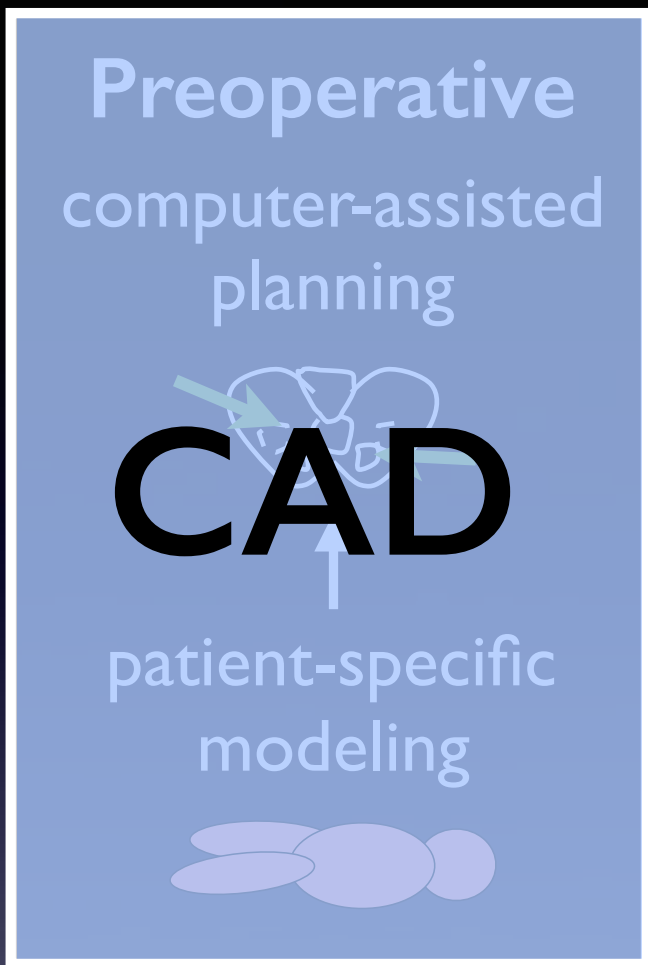 Preoperative
computer-assisted
planning
CAD
patient-specific
modeling